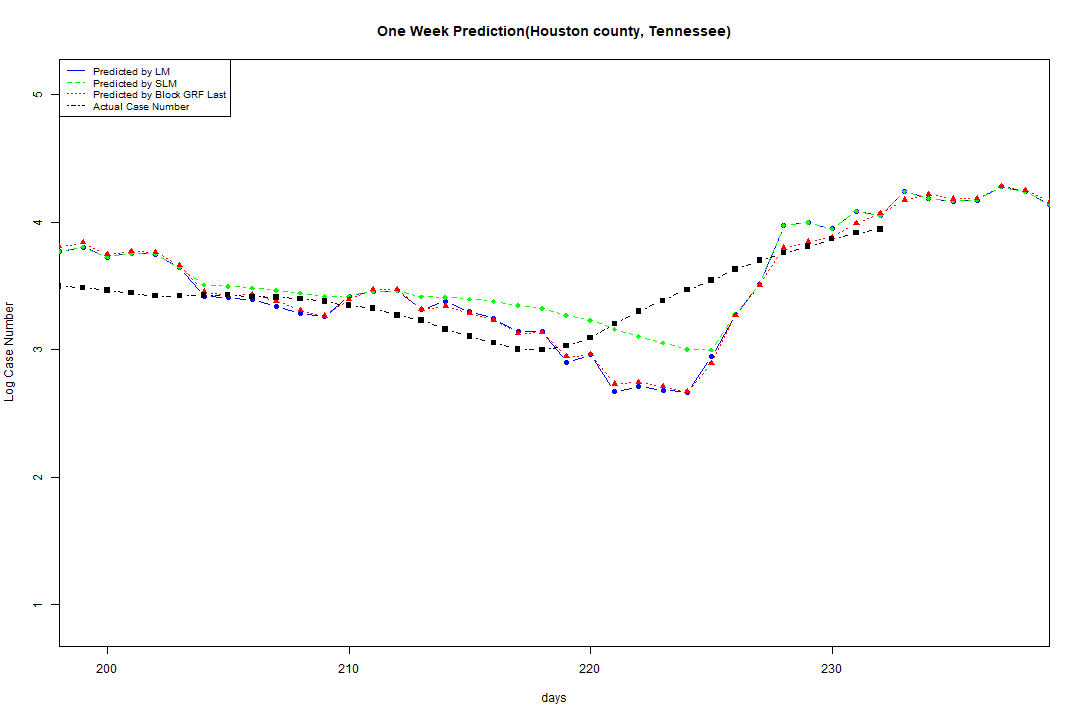 One Week Prediction(Houston county, Tennessee)
Predicted by LM
Predicted by SLM
Predicted by Block GRF Last
Actual Case Number
5
4
3
2
1
Log Case Number
200 210 220 230
days